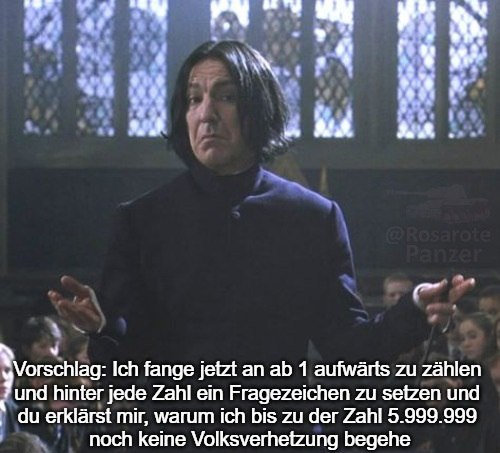 @Rosarote
Panzer
Vorschlag: Ich fange jetzt an ab 1 aufwärts zu zählen
und hinter jede Zahl ein Fragezeichen zu setzen und
du erklärst mir, warum ich bis zu der Zahl 5.999.999
noch keine Volksverhetzung begehe